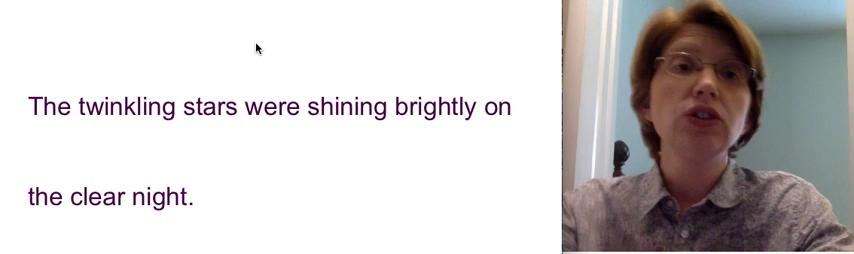 The twinkling stars were shining brightly on
the clear night.